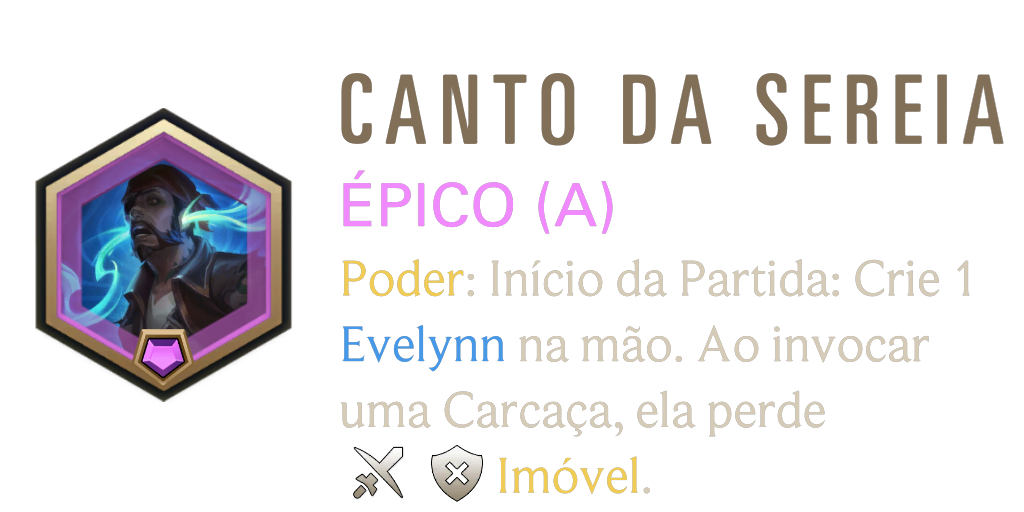 CANTO DA SEREIA
ÉPICO (A)
Poder: Início da Partida: Crie 1
Evelynn na mão. Ao invocar
uma Carcaça, ela perde
Imóvel.